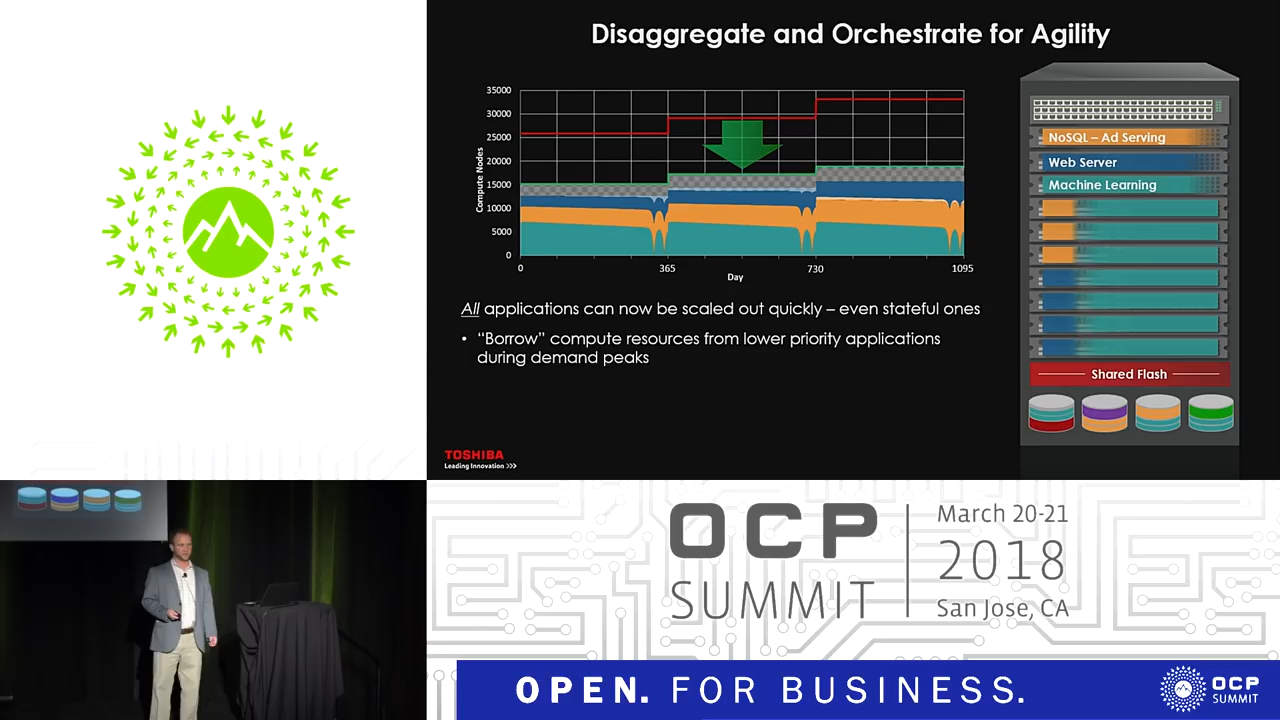 Disaggregate and Orchestrate for Agility
35000
30000
25000
20000
15000
10000
5000
0
Compute Nodes
0
365
730
1095
Day
NoSQL – Ad Serving
Web Server
Machine Learning
Shared Flash
All applications can now be scaled out quickly – even stateful ones
• “Borrow” compute resources from lower priority applications
during demand peaks
TOSHIBA
Leading Innovation >>>
OCP
SUMMIT
March 20-21
2018
San Jose, CA
OPEN. FOR BUSINESS.
OCP
SUMMIT